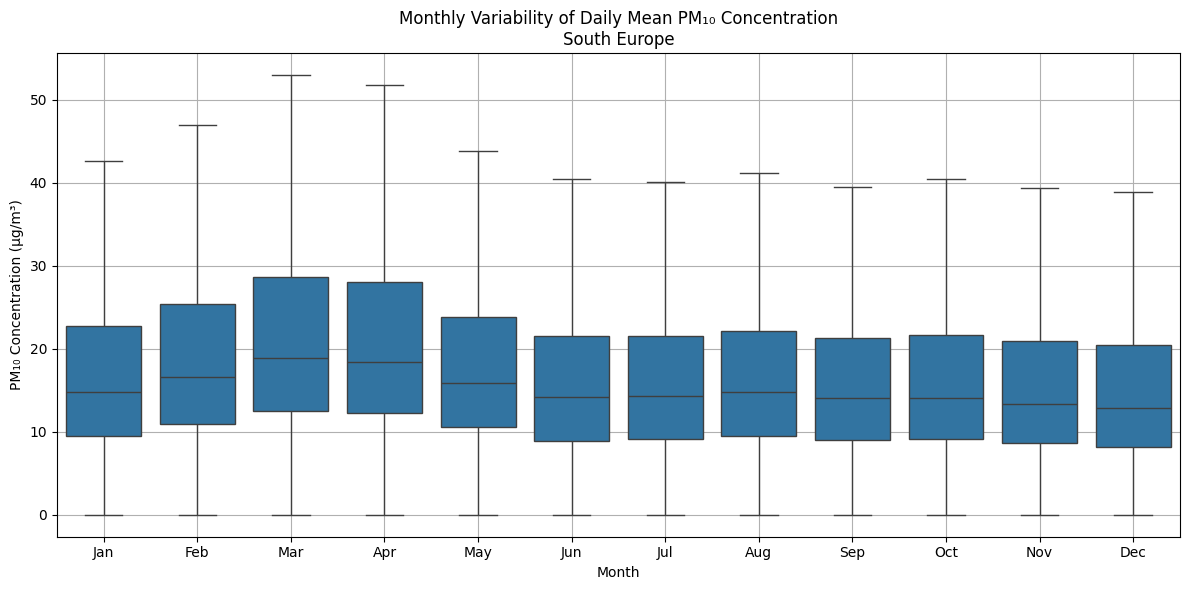 Monthly Variability of Daily Mean PM₁₀ Concentration
South Europe
PM₁₀ Concentration (µg/m³)
50
40
30
20
10
0
Jan Feb Mar Apr May Jun Jul Aug Sep Oct Nov Dec
Month